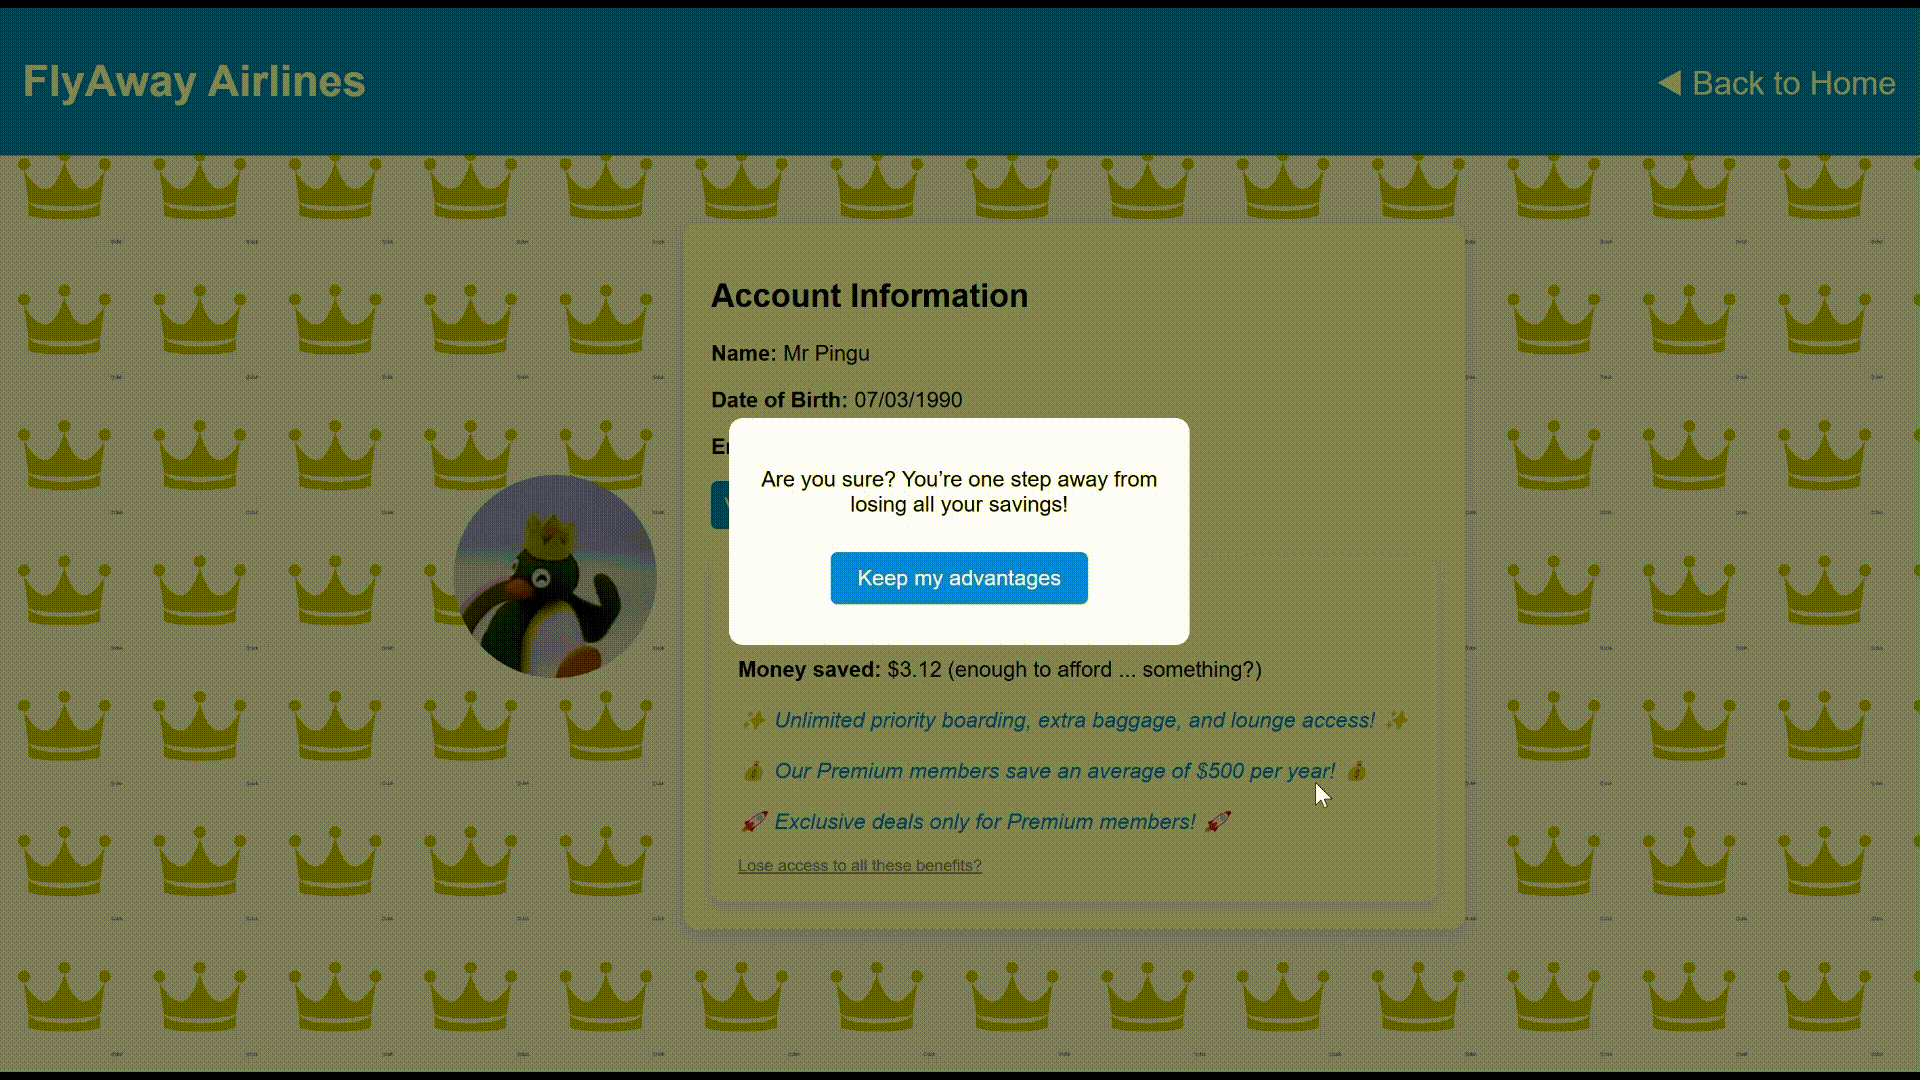 FlyAway Airlines
◀ Back to Home
Account Information
Name: Mr Pingu
Date of Birth: 07/03/1990
Are you sure? You’re one step away from
losing all your savings!
Keep my advantages
Money saved: $3.12 (enough to afford ... something?)
✨ Unlimited priority boarding, extra baggage, and lounge access! ✨
💰 Our Premium members save an average of $500 per year! 💰
🚀 Exclusive deals only for Premium members! 🚀
Lose access to all these benefits?